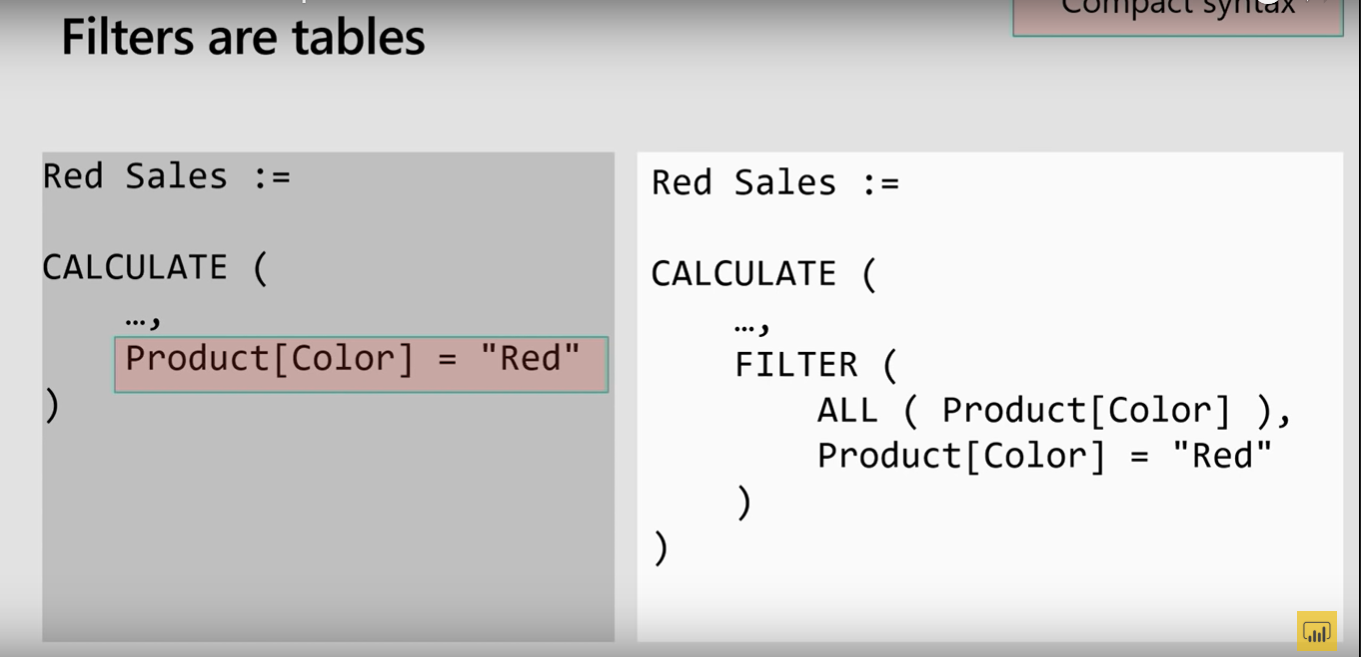 Compact syntax
Filters are tables
Red Sales :=
CALCULATE (
…,
Product[Color] = "Red"
)
Red Sales :=
CALCULATE (
…,
FILTER (
ALL ( Product[Color] ),
Product[Color] = "Red"
)
)